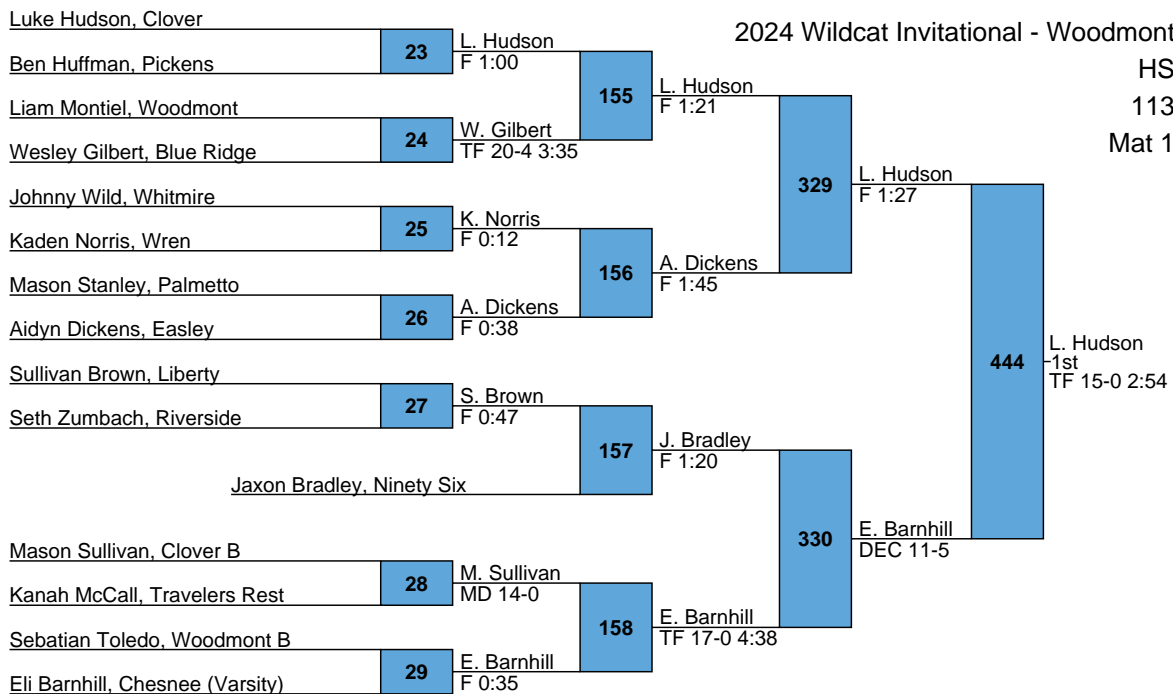 2024 Wildcat Invitational - Woodmont
HS
113
Mat 1
Luke Hudson, Clover
23
Ben Huffman, Pickens
L. Hudson
F 1:00
Liam Montiel, Woodmont
24
Wesley Gilbert, Blue Ridge
W. Gilbert
TF 20-4 3:35
155
L. Hudson
F 1:21
Johnny Wild, Whitmire
25
Kaden Norris, Wren
K. Norris
F 0:12
Mason Stanley, Palmetto
26
Aidyn Dickens, Easley
A. Dickens
F 0:38
156
A. Dickens
F 1:45
329
L. Hudson
F 1:27
Sullivan Brown, Liberty
27
Seth Zumbach, Riverside
S. Brown
F 0:47
Jaxon Bradley, Ninety Six
157
J. Bradley
F 1:20
Mason Sullivan, Clover B
28
Kanah McCall, Travelers Rest
M. Sullivan
MD 14-0
Sebatian Toledo, Woodmont B
29
Eli Barnhill, Chesnee (Varsity)
E. Barnhill
F 0:35
158
E. Barnhill
TF 17-0 4:38
330
E. Barnhill
DEC 11-5
444
L. Hudson
1st
TF 15-0 2:54